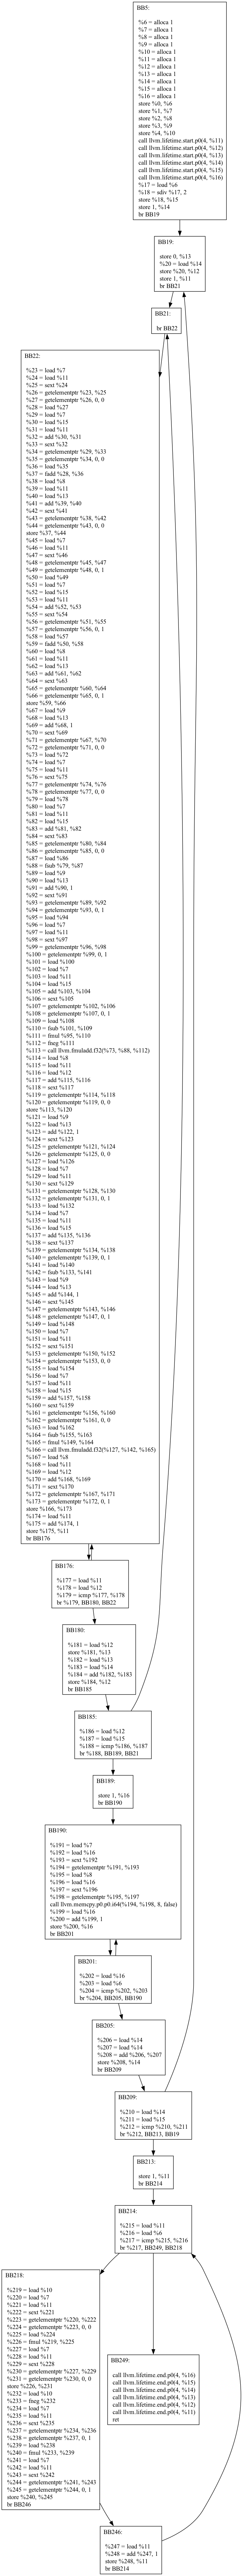 BB5:
%6 = alloca 1
%7 = alloca 1
%8 = alloca 1
%9 = alloca 1
%10 = alloca 1
%11 = alloca 1
%12 = alloca 1
%13 = alloca 1
%14 = alloca 1
%15 = alloca 1
%16 = alloca 1
store %0, %6
store %1, %7
store %2, %8
store %3, %9
store %4, %10
call llvm.lifetime.start.p0(4, %11)
call llvm.lifetime.start.p0(4, %12)
call llvm.lifetime.start.p0(4, %13)
call llvm.lifetime.start.p0(4, %14)
call llvm.lifetime.start.p0(4, %15)
call llvm.lifetime.start.p0(4, %16)
%17 = load %6
%18 = sdiv %17, 2
store %18, %15
store 1, %14
br BB19
BB19:
store 0, %13
%20 = load %14
store %20, %12
store 1, %11
br BB21
BB21:
br BB22
BB22:
%23 = load %7
%24 = load %11
%25 = sext %24
%26 = getelementptr %23, %25
%27 = getelementptr %26, 0, 0
%28 = load %27
%29 = load %7
%30 = load %15
%31 = load %11
%32 = add %30, %31
%33 = sext %32
%34 = getelementptr %29, %33
%35 = getelementptr %34, 0, 0
%36 = load %35
%37 = fadd %28, %36
%38 = load %8
%39 = load %11
%40 = load %13
%41 = add %39, %40
%42 = sext %41
%43 = getelementptr %38, %42
%44 = getelementptr %43, 0, 0
store %37, %44
%45 = load %7
%46 = load %11
%47 = sext %46
%48 = getelementptr %45, %47
%49 = getelementptr %48, 0, 1
%50 = load %49
%51 = load %7
%52 = load %15
%53 = load %11
%54 = add %52, %53
%55 = sext %54
%56 = getelementptr %51, %55
%57 = getelementptr %56, 0, 1
%58 = load %57
%59 = fadd %50, %58
%60 = load %8
%61 = load %11
%62 = load %13
%63 = add %61, %62
%64 = sext %63
%65 = getelementptr %60, %64
%66 = getelementptr %65, 0, 1
store %59, %66
%67 = load %9
%68 = load %13
%69 = add %68, 1
%70 = sext %69
%71 = getelementptr %67, %70
%72 = getelementptr %71, 0, 0
%73 = load %72
%74 = load %7
%75 = load %11
%76 = sext %75
%77 = getelementptr %74, %76
%78 = getelementptr %77, 0, 0
%79 = load %78
%80 = load %7
%81 = load %11
%82 = load %15
%83 = add %81, %82
%84 = sext %83
%85 = getelementptr %80, %84
%86 = getelementptr %85, 0, 0
%87 = load %86
%88 = fsub %79, %87
%89 = load %9
%90 = load %13
%91 = add %90, 1
%92 = sext %91
%93 = getelementptr %89, %92
%94 = getelementptr %93, 0, 1
%95 = load %94
%96 = load %7
%97 = load %11
%98 = sext %97
%99 = getelementptr %96, %98
%100 = getelementptr %99, 0, 1
%101 = load %100
%102 = load %7
%103 = load %11
%104 = load %15
%105 = add %103, %104
%106 = sext %105
%107 = getelementptr %102, %106
%108 = getelementptr %107, 0, 1
%109 = load %108
%110 = fsub %101, %109
%111 = fmul %95, %110
%112 = fneg %111
%113 = call llvm.fmuladd.f32(%73, %88, %112)
%114 = load %8
%115 = load %11
%116 = load %12
%117 = add %115, %116
%118 = sext %117
%119 = getelementptr %114, %118
%120 = getelementptr %119, 0, 0
store %113, %120
%121 = load %9
%122 = load %13
%123 = add %122, 1
%124 = sext %123
%125 = getelementptr %121, %124
%126 = getelementptr %125, 0, 0
%127 = load %126
%128 = load %7
%129 = load %11
%130 = sext %129
%131 = getelementptr %128, %130
%132 = getelementptr %131, 0, 1
%133 = load %132
%134 = load %7
%135 = load %11
%136 = load %15
%137 = add %135, %136
%138 = sext %137
%139 = getelementptr %134, %138
%140 = getelementptr %139, 0, 1
%141 = load %140
%142 = fsub %133, %141
%143 = load %9
%144 = load %13
%145 = add %144, 1
%146 = sext %145
%147 = getelementptr %143, %146
%148 = getelementptr %147, 0, 1
%149 = load %148
%150 = load %7
%151 = load %11
%152 = sext %151
%153 = getelementptr %150, %152
%154 = getelementptr %153, 0, 0
%155 = load %154
%156 = load %7
%157 = load %11
%158 = load %15
%159 = add %157, %158
%160 = sext %159
%161 = getelementptr %156, %160
%162 = getelementptr %161, 0, 0
%163 = load %162
%164 = fsub %155, %163
%165 = fmul %149, %164
%166 = call llvm.fmuladd.f32(%127, %142, %165)
%167 = load %8
%168 = load %11
%169 = load %12
%170 = add %168, %169
%171 = sext %170
%172 = getelementptr %167, %171
%173 = getelementptr %172, 0, 1
store %166, %173
%174 = load %11
%175 = add %174, 1
store %175, %11
br BB176
BB176:
%177 = load %11
%178 = load %12
%179 = icmp %177, %178
br %179, BB180, BB22
BB180:
%181 = load %12
store %181, %13
%182 = load %13
%183 = load %14
%184 = add %182, %183
store %184, %12
br BB185
BB185:
%186 = load %12
%187 = load %15
%188 = icmp %186, %187
br %188, BB189, BB21
BB189:
store 1, %16
br BB190
BB190:
%191 = load %7
%192 = load %16
%193 = sext %192
%194 = getelementptr %191, %193
%195 = load %8
%196 = load %16
%197 = sext %196
%198 = getelementptr %195, %197
call llvm.memcpy.p0.p0.i64(%194, %198, 8, false)
%199 = load %16
%200 = add %199, 1
store %200, %16
br BB201
BB201:
%202 = load %16
%203 = load %6
%204 = icmp %202, %203
br %204, BB205, BB190
BB205:
%206 = load %14
%207 = load %14
%208 = add %206, %207
store %208, %14
br BB209
BB209:
%210 = load %14
%211 = load %15
%212 = icmp %210, %211
br %212, BB213, BB19
BB213:
store 1, %11
br BB214
BB214:
%215 = load %11
%216 = load %6
%217 = icmp %215, %216
br %217, BB249, BB218
BB218:
%219 = load %10
%220 = load %7
%221 = load %11
%222 = sext %221
%223 = getelementptr %220, %222
%224 = getelementptr %223, 0, 0
%225 = load %224
%226 = fmul %219, %225
%227 = load %7
%228 = load %11
%229 = sext %228
%230 = getelementptr %227, %229
%231 = getelementptr %230, 0, 0
store %226, %231
%232 = load %10
%233 = fneg %232
%234 = load %7
%235 = load %11
%236 = sext %235
%237 = getelementptr %234, %236
%238 = getelementptr %237, 0, 1
%239 = load %238
%240 = fmul %233, %239
%241 = load %7
%242 = load %11
%243 = sext %242
%244 = getelementptr %241, %243
%245 = getelementptr %244, 0, 1
store %240, %245
br BB246
BB249:
call llvm.lifetime.end.p0(4, %16)
call llvm.lifetime.end.p0(4, %15)
call llvm.lifetime.end.p0(4, %14)
call llvm.lifetime.end.p0(4, %13)
call llvm.lifetime.end.p0(4, %12)
call llvm.lifetime.end.p0(4, %11)
ret
BB246:
%247 = load %11
%248 = add %247, 1
store %248, %11
br BB214